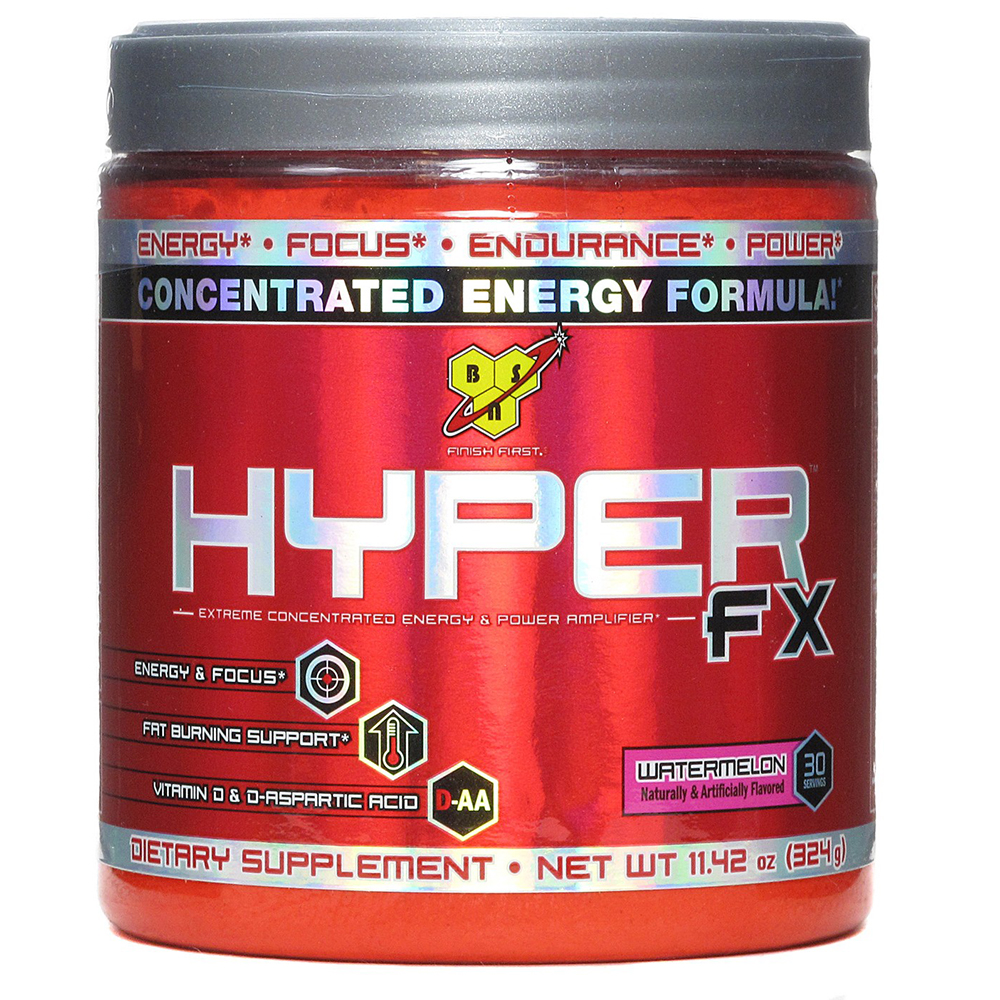 ENERGY* • FOCUS* • ENDURANCE* • POWER*
CONCENTRATED ENERGY FORMULA!*
B S
N
FINISH FIRST.
HYPER™
FX
EXTREME CONCENTRATED ENERGY & POWER AMPLIFIER*
ENERGY & FOCUS*
FAT BURNING SUPPORT*
VITAMIN D & D-ASPARTIC ACID D-AA
WATERMELON
Naturally & Artificially Flavored
30
SERVINGS
DIETARY SUPPLEMENT • NET WT 11.42 oz (324g)